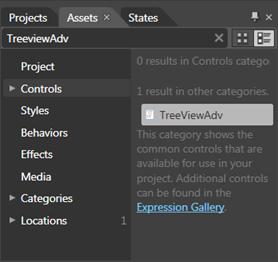 Projects Assets × States
TreeviewAdv
Project
Controls
Styles
Behaviors
Effects
Media
Categories
Locations 1
0 results in Controls categor
1 result in other categories.
TreeViewAdv
This category shows the
common controls that are
available for use in your
project. Additional controls
can be found in the
Expression Gallery.